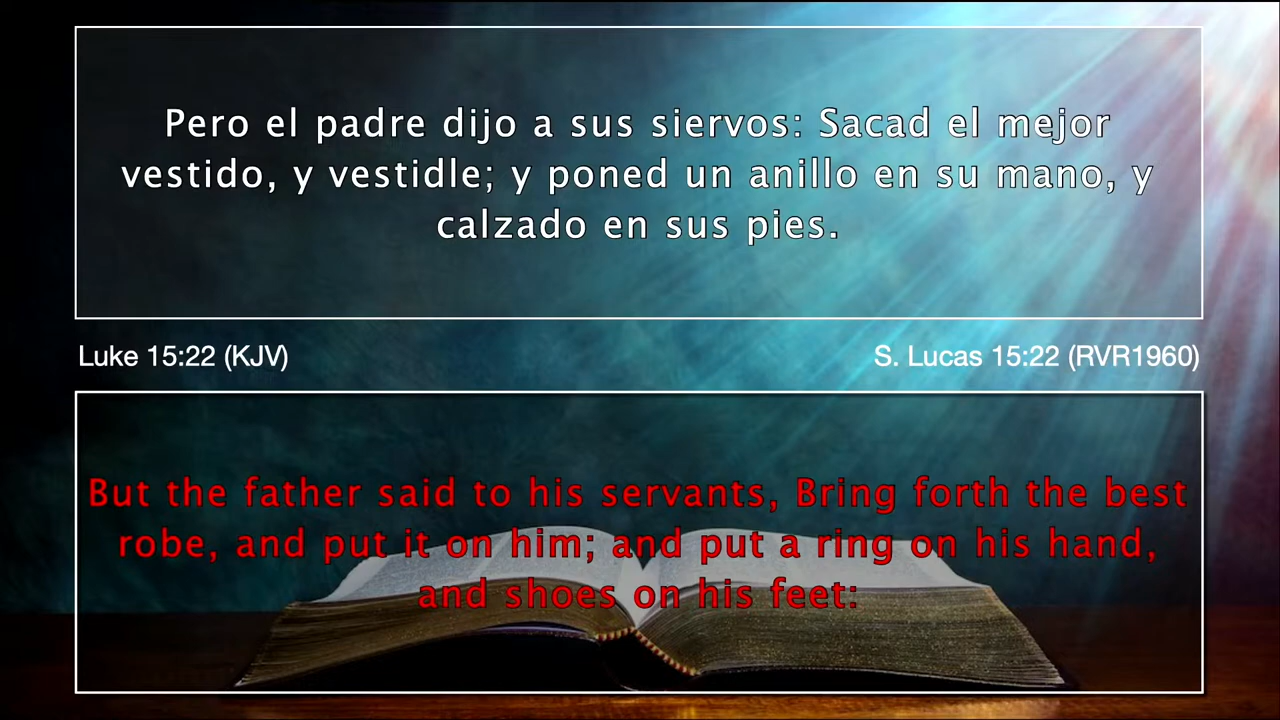 Pero el padre dijo a sus siervos: Sacad el mejor
vestido, y vestidle; y poned un anillo en su mano, y
calzado en sus pies.
Luke 15:22 (KJV)
S. Lucas 15:22 (RVR1960)
But the father said to his servants, Bring forth the best
robe, and put it on him; and put a ring on his hand,
and shoes on his feet: